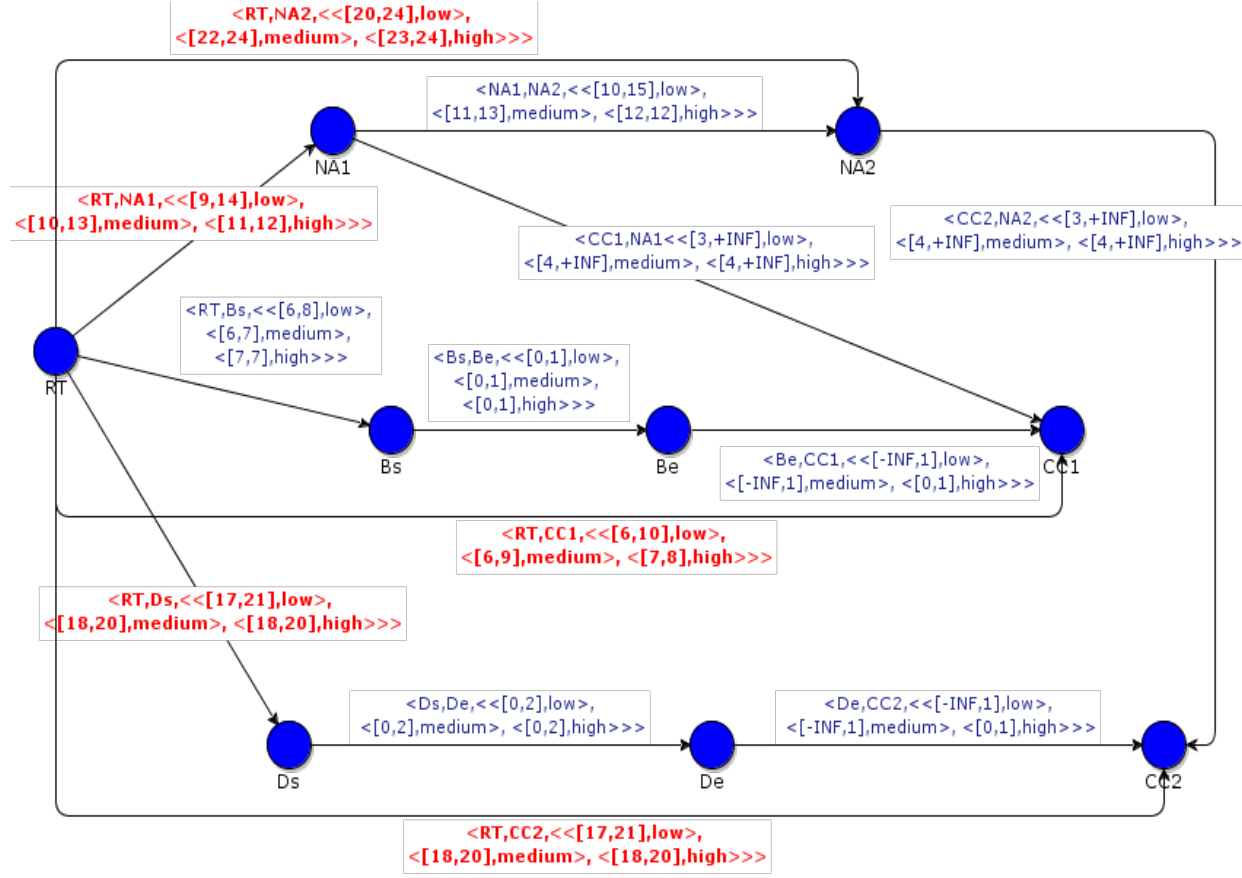 <RT,NA2,<<[20,24],low>,
<[22,24],medium>, <[23,24],high>>>
<NA1,NA2,<<[10,15],low>,
<[11,13],medium>, <[12,12],high>>>
NA1
NA2
<RT,NA1,<<[9,14],low>,
<[10,13],medium>, <[11,12],high>>>
<CC1,NA1<<[3,+INF],low>,
<[4,+INF],medium>, <[4,+INF],high>>>
<CC2,NA2,<<[3,+INF],low>,
<[4,+INF],medium>, <[4,+INF],high>>>
<RT,Bs,<<[6,8],low>,
<[6,7],medium>,
<[7,7],high>>>
RT
<Bs,Be,<<[0,1],low>,
<[0,1],medium>,
<[0,1],high>>>
Bs
Be
<Be,CC1,<<[-INF,1],low>,
<[-INF,1],medium>, <[0,1],high>>>
CC1
<RT,CC1,<<[6,10],low>,
<[6,9],medium>, <[7,8],high>>>
<RT,Ds,<<[17,21],low>,
<[18,20],medium>, <[18,20],high>>>
<Ds,De,<<[0,2],low>,
<[0,2],medium>, <[0,2],high>>>
<De,CC2,<<[-INF,1],low>,
<[-INF,1],medium>, <[0,1],high>>>
Ds
De
CC2
<RT,CC2,<<[17,21],low>,
<[18,20],medium>, <[18,20],high>>>